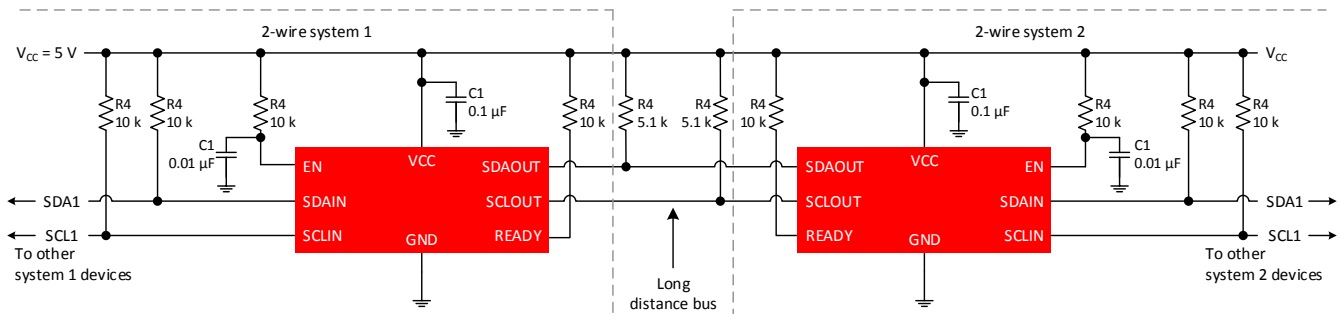 2-wire system 1
2-wire system 2
VCC = 5 V
VCC
R4
10 k
R4
10 k
R4
10 k
C1
0.1 µF
R4
10 k
R4
5.1 k
R4
5.1 k
R4
10 k
C1
0.1 µF
R4
10 k
R4
10 k
R4
10 k
C1
0.01 µF
C1
0.01 µF
EN
VCC
SDAOUT
SDAIN
SCLOUT
SCLIN
GND
READY
SDAOUT
VCC
EN
SCLOUT
SDAIN
READY
GND
SCLIN
SDA1
SCL1
To other
system 1 devices
Long
distance bus
SDA1
SCL1
To other
system 2 devices